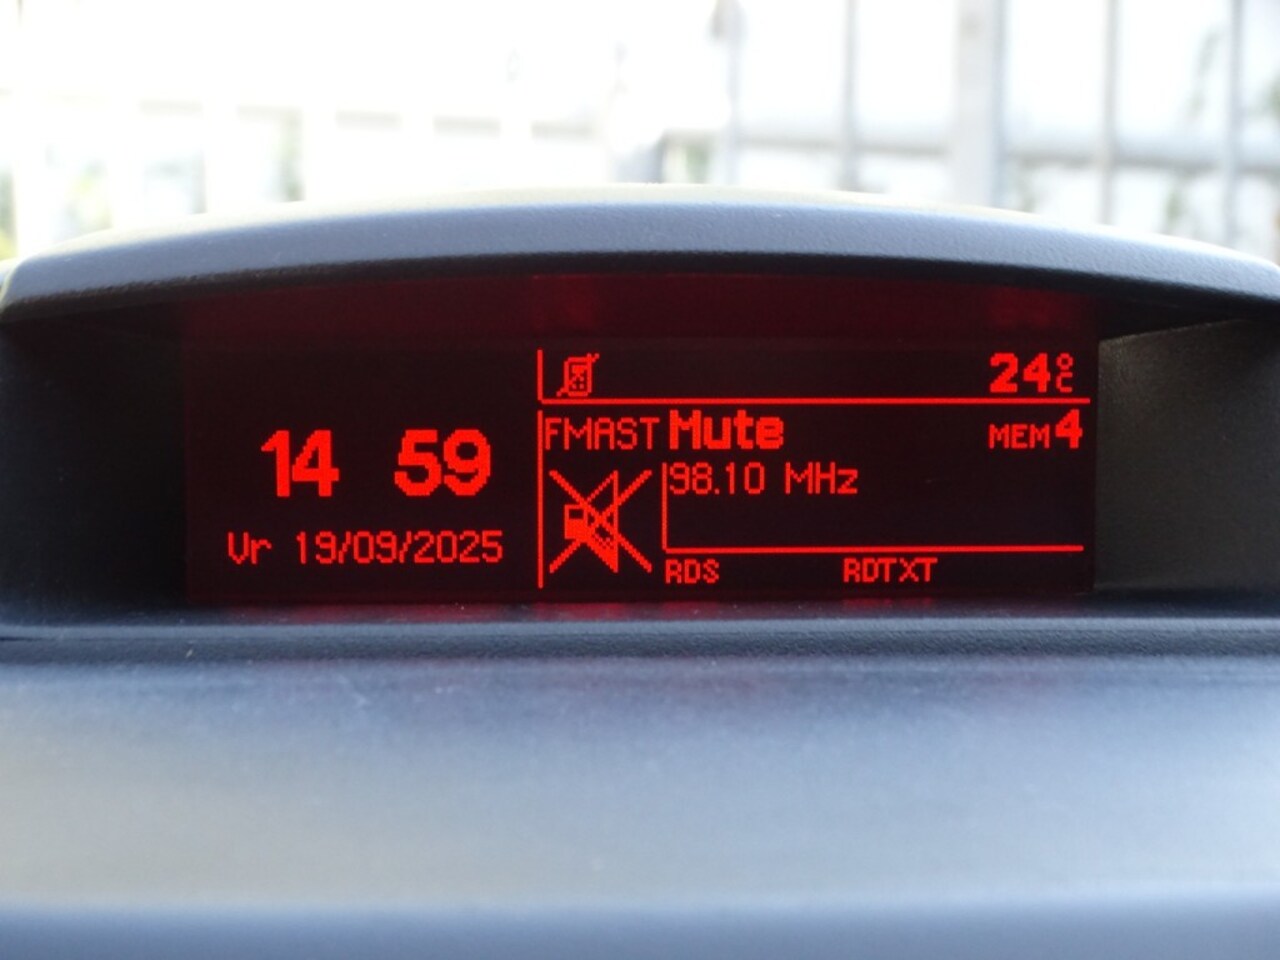 14 59
Vr 19/09/2025
24°C
FMAST Mute MEM 4
98.10 MHz
RDS RDTXT